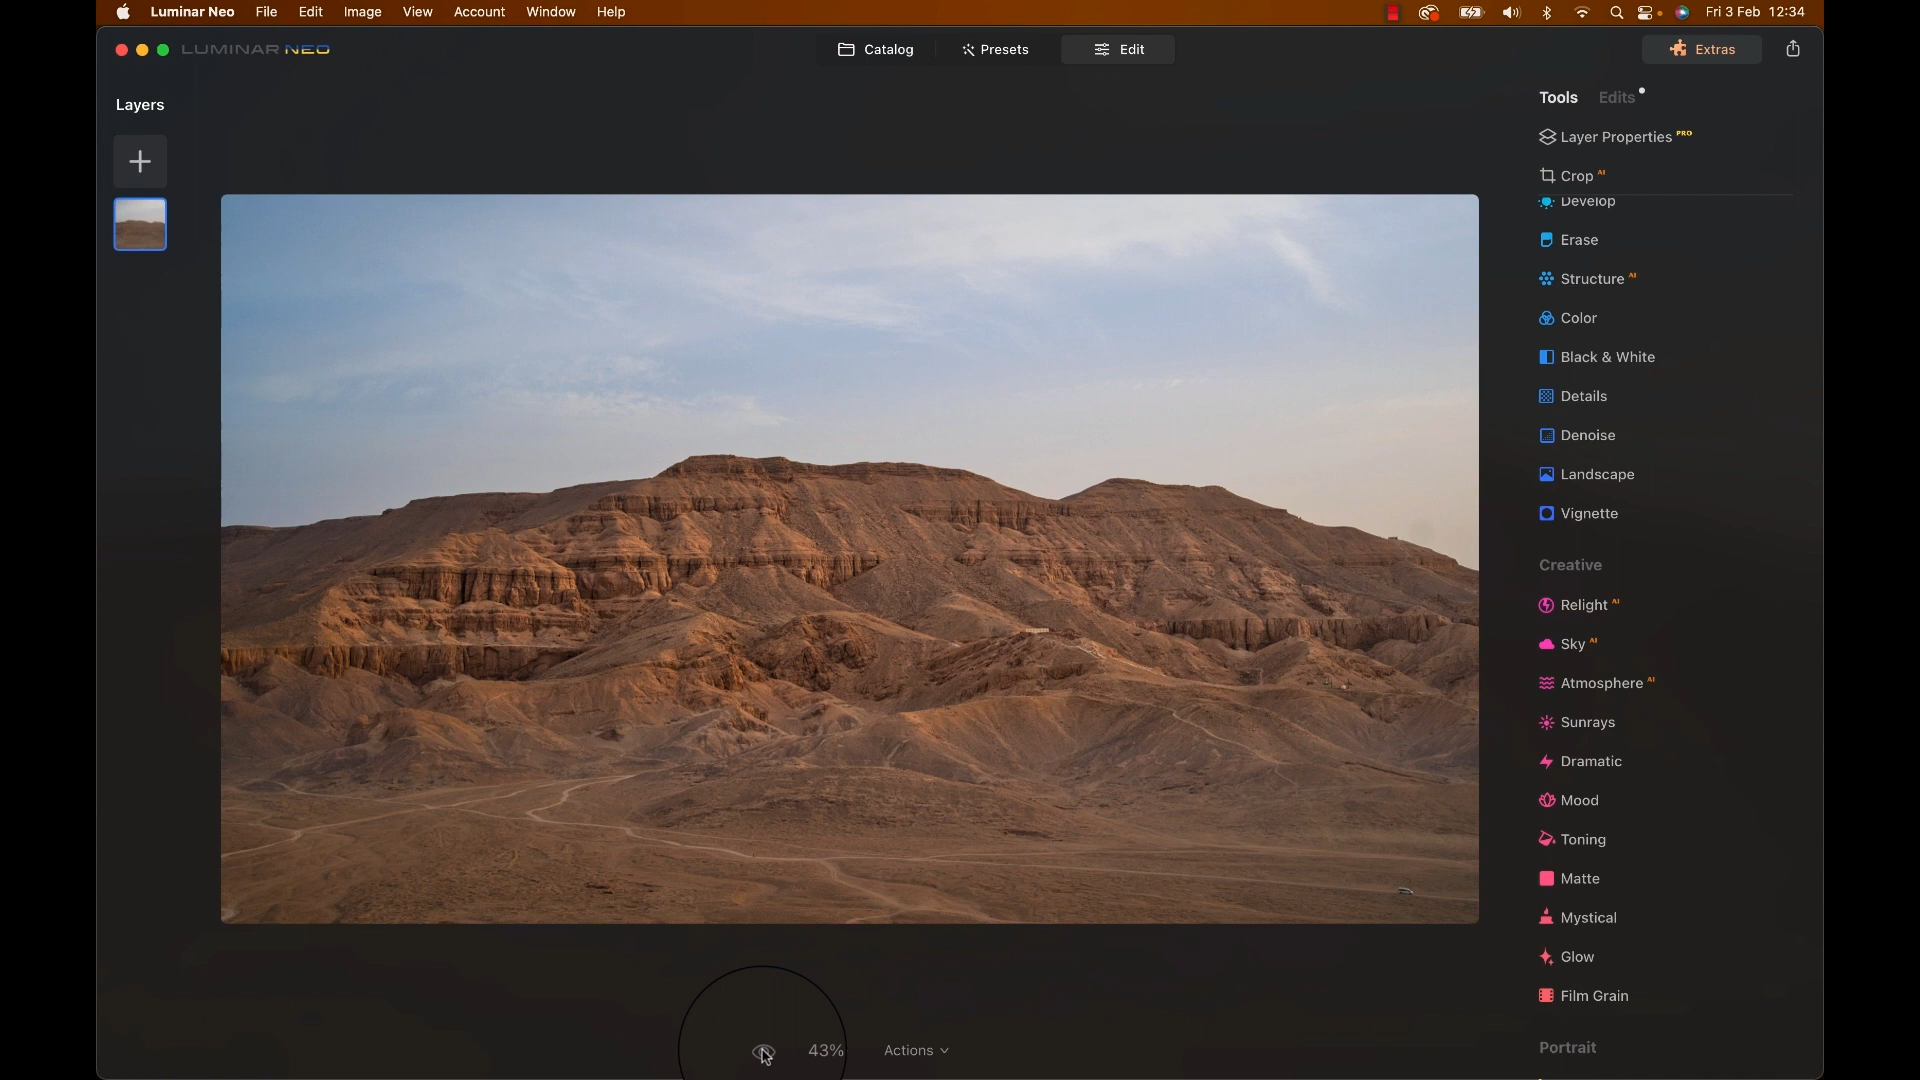 Luminar Neo File Edit Image View Account Window Help Fri 3 Feb 12:34
LUMINAR NEO Catalog Presets Edit Extras
Layers
Tools Edits
Layer Properties PRO
Crop AI
Develop
Erase
Structure AI
Color
Black & White
Details
Denoise
Landscape
Vignette
Creative
Relight AI
Sky AI
Atmosphere AI
Sunrays
Dramatic
Mood
Toning
Matte
Mystical
Glow
Film Grain
Portrait
43% Actions